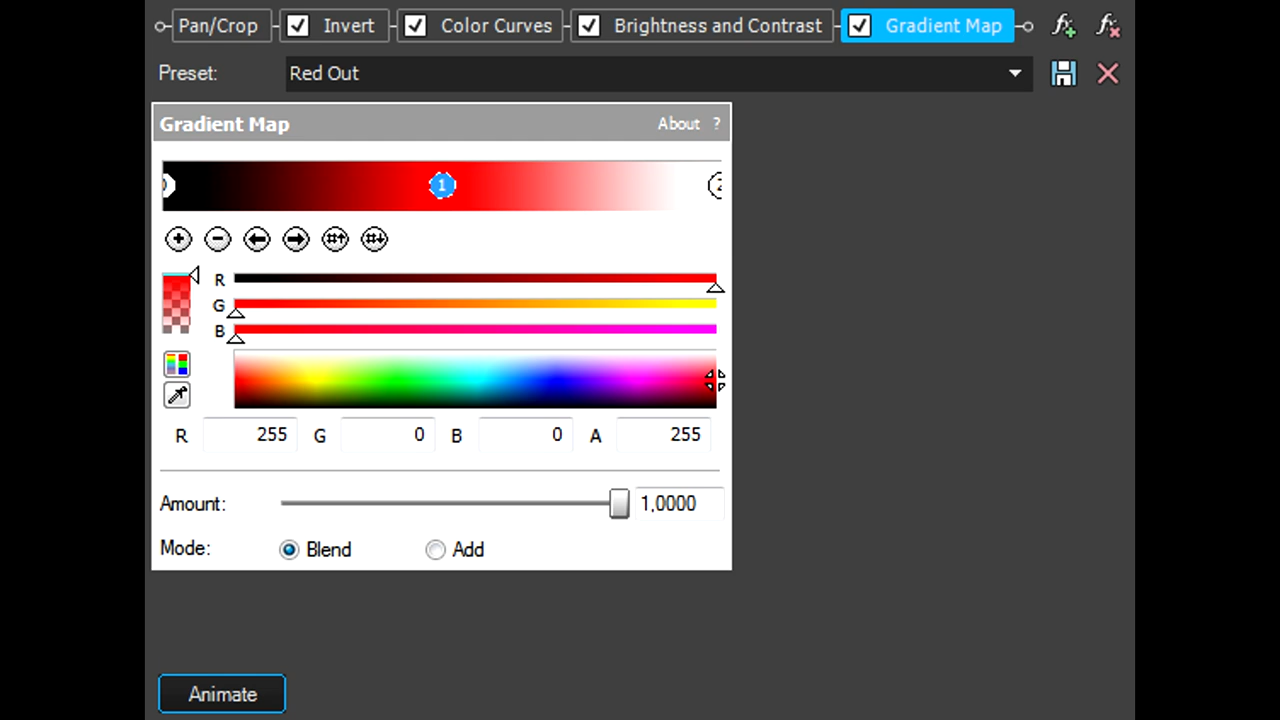 Pan/Crop Invert Color Curves Brightness and Contrast Gradient Map
Preset: Red Out
Gradient Map About ?
1 2
R
G
B
R 255 G 0 B 0 A 255
Amount: 1,0000
Mode: Blend Add
Animate